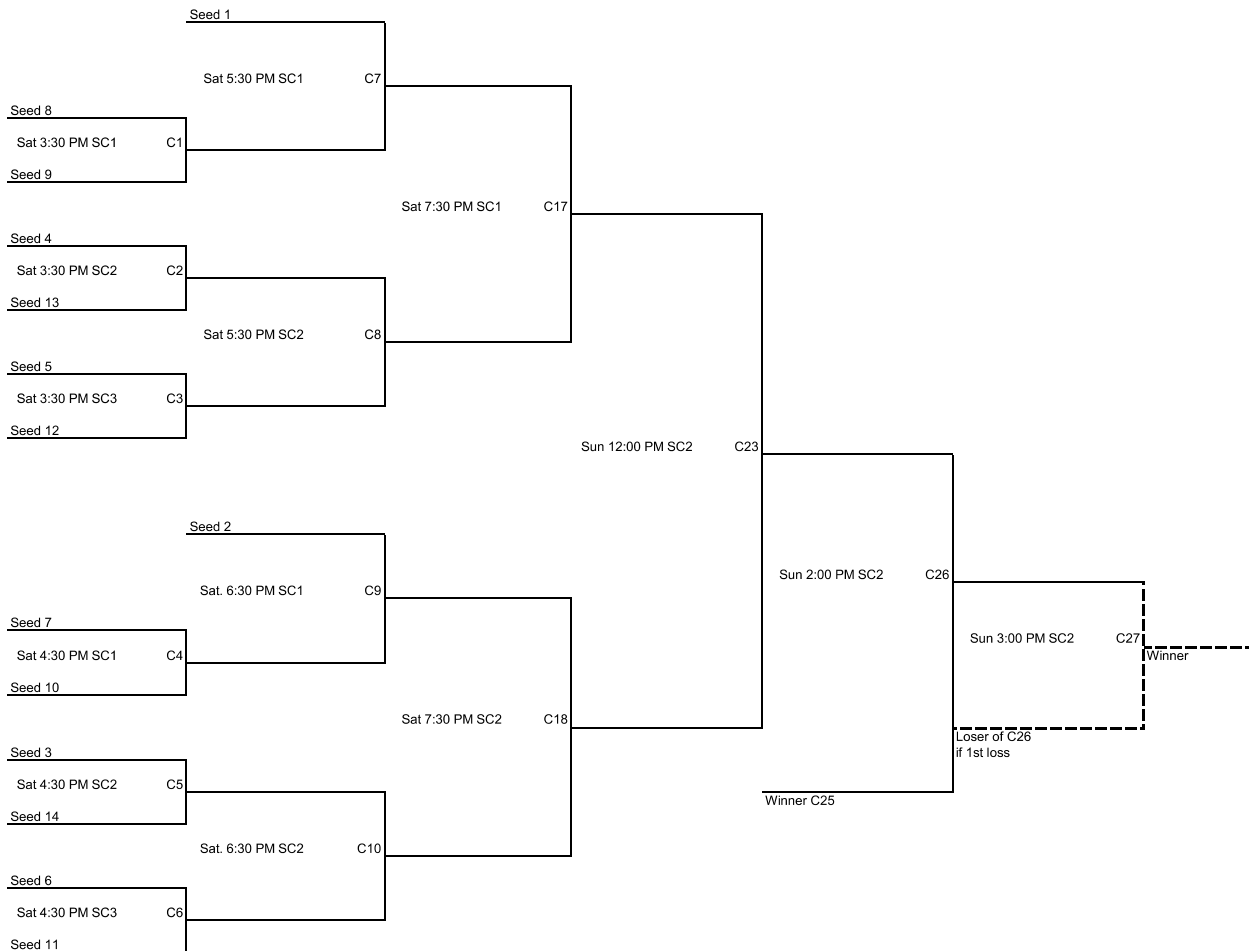 Seed 1
Sat 5:30 PM SC1 C7
Seed 8
Sat 3:30 PM SC1 C1
Seed 9
Sat 7:30 PM SC1 C17
Seed 4
Sat 3:30 PM SC2 C2
Seed 13
Sat 5:30 PM SC2 C8
Seed 5
Sat 3:30 PM SC3 C3
Seed 12
Sun 12:00 PM SC2 C23
Seed 2
Sun 2:00 PM SC2 C26
Sat. 6:30 PM SC1 C9
Seed 7
Sun 3:00 PM SC2 C27
Sat 4:30 PM SC1 C4
Winner
Seed 10
Sat 7:30 PM SC2 C18
Loser of C26
if 1st loss
Seed 3
Sat 4:30 PM SC2 C5
Winner C25
Seed 14
Sat. 6:30 PM SC2 C10
Seed 6
Sat 4:30 PM SC3 C6
Seed 11